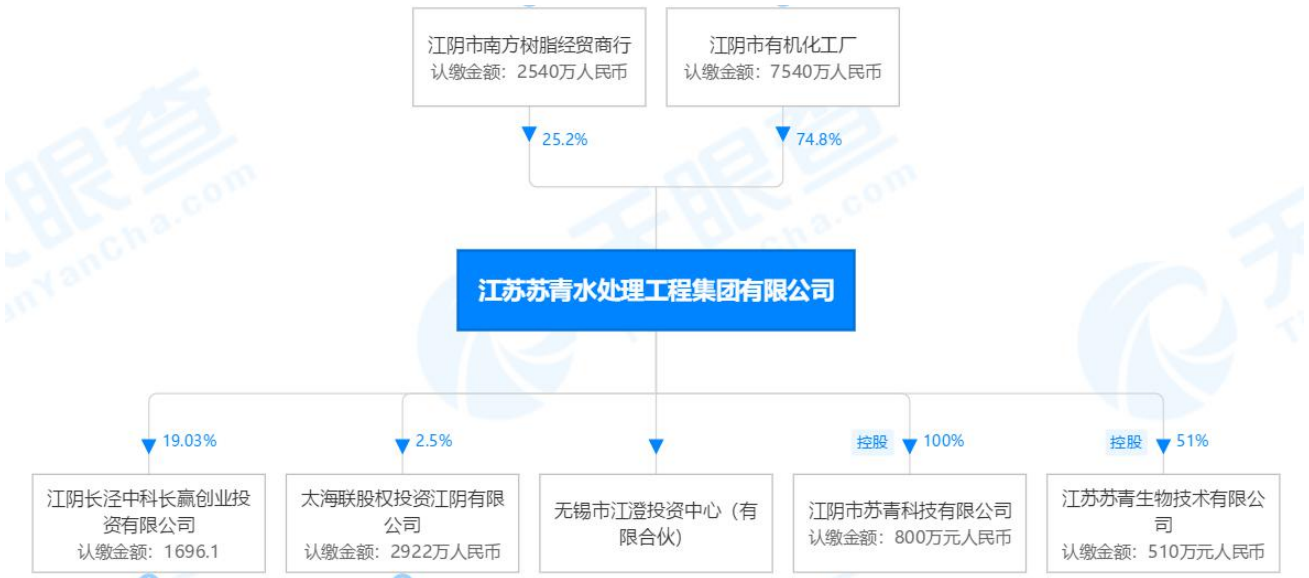 江阴市南方树脂经贸商行
认缴金额：2540万人民币
江阴市有机化工厂
认缴金额：7540万人民币
25.2%
74.8%
江苏苏青水处理工程集团有限公司
19.03%
2.5%
控股
100%
控股
51%
江阴长泾中科长赢创业投
资有限公司
认缴金额：1696.1
太海联股权投资江阴有限
公司
认缴金额：2922万人民币
无锡市江澄投资中心（有
限合伙）
江阴市苏青科技有限公司
认缴金额：800万元人民币
江苏苏青生物技术有限公
司
认缴金额：510万元人民币
天眼查
TianYanCha.com